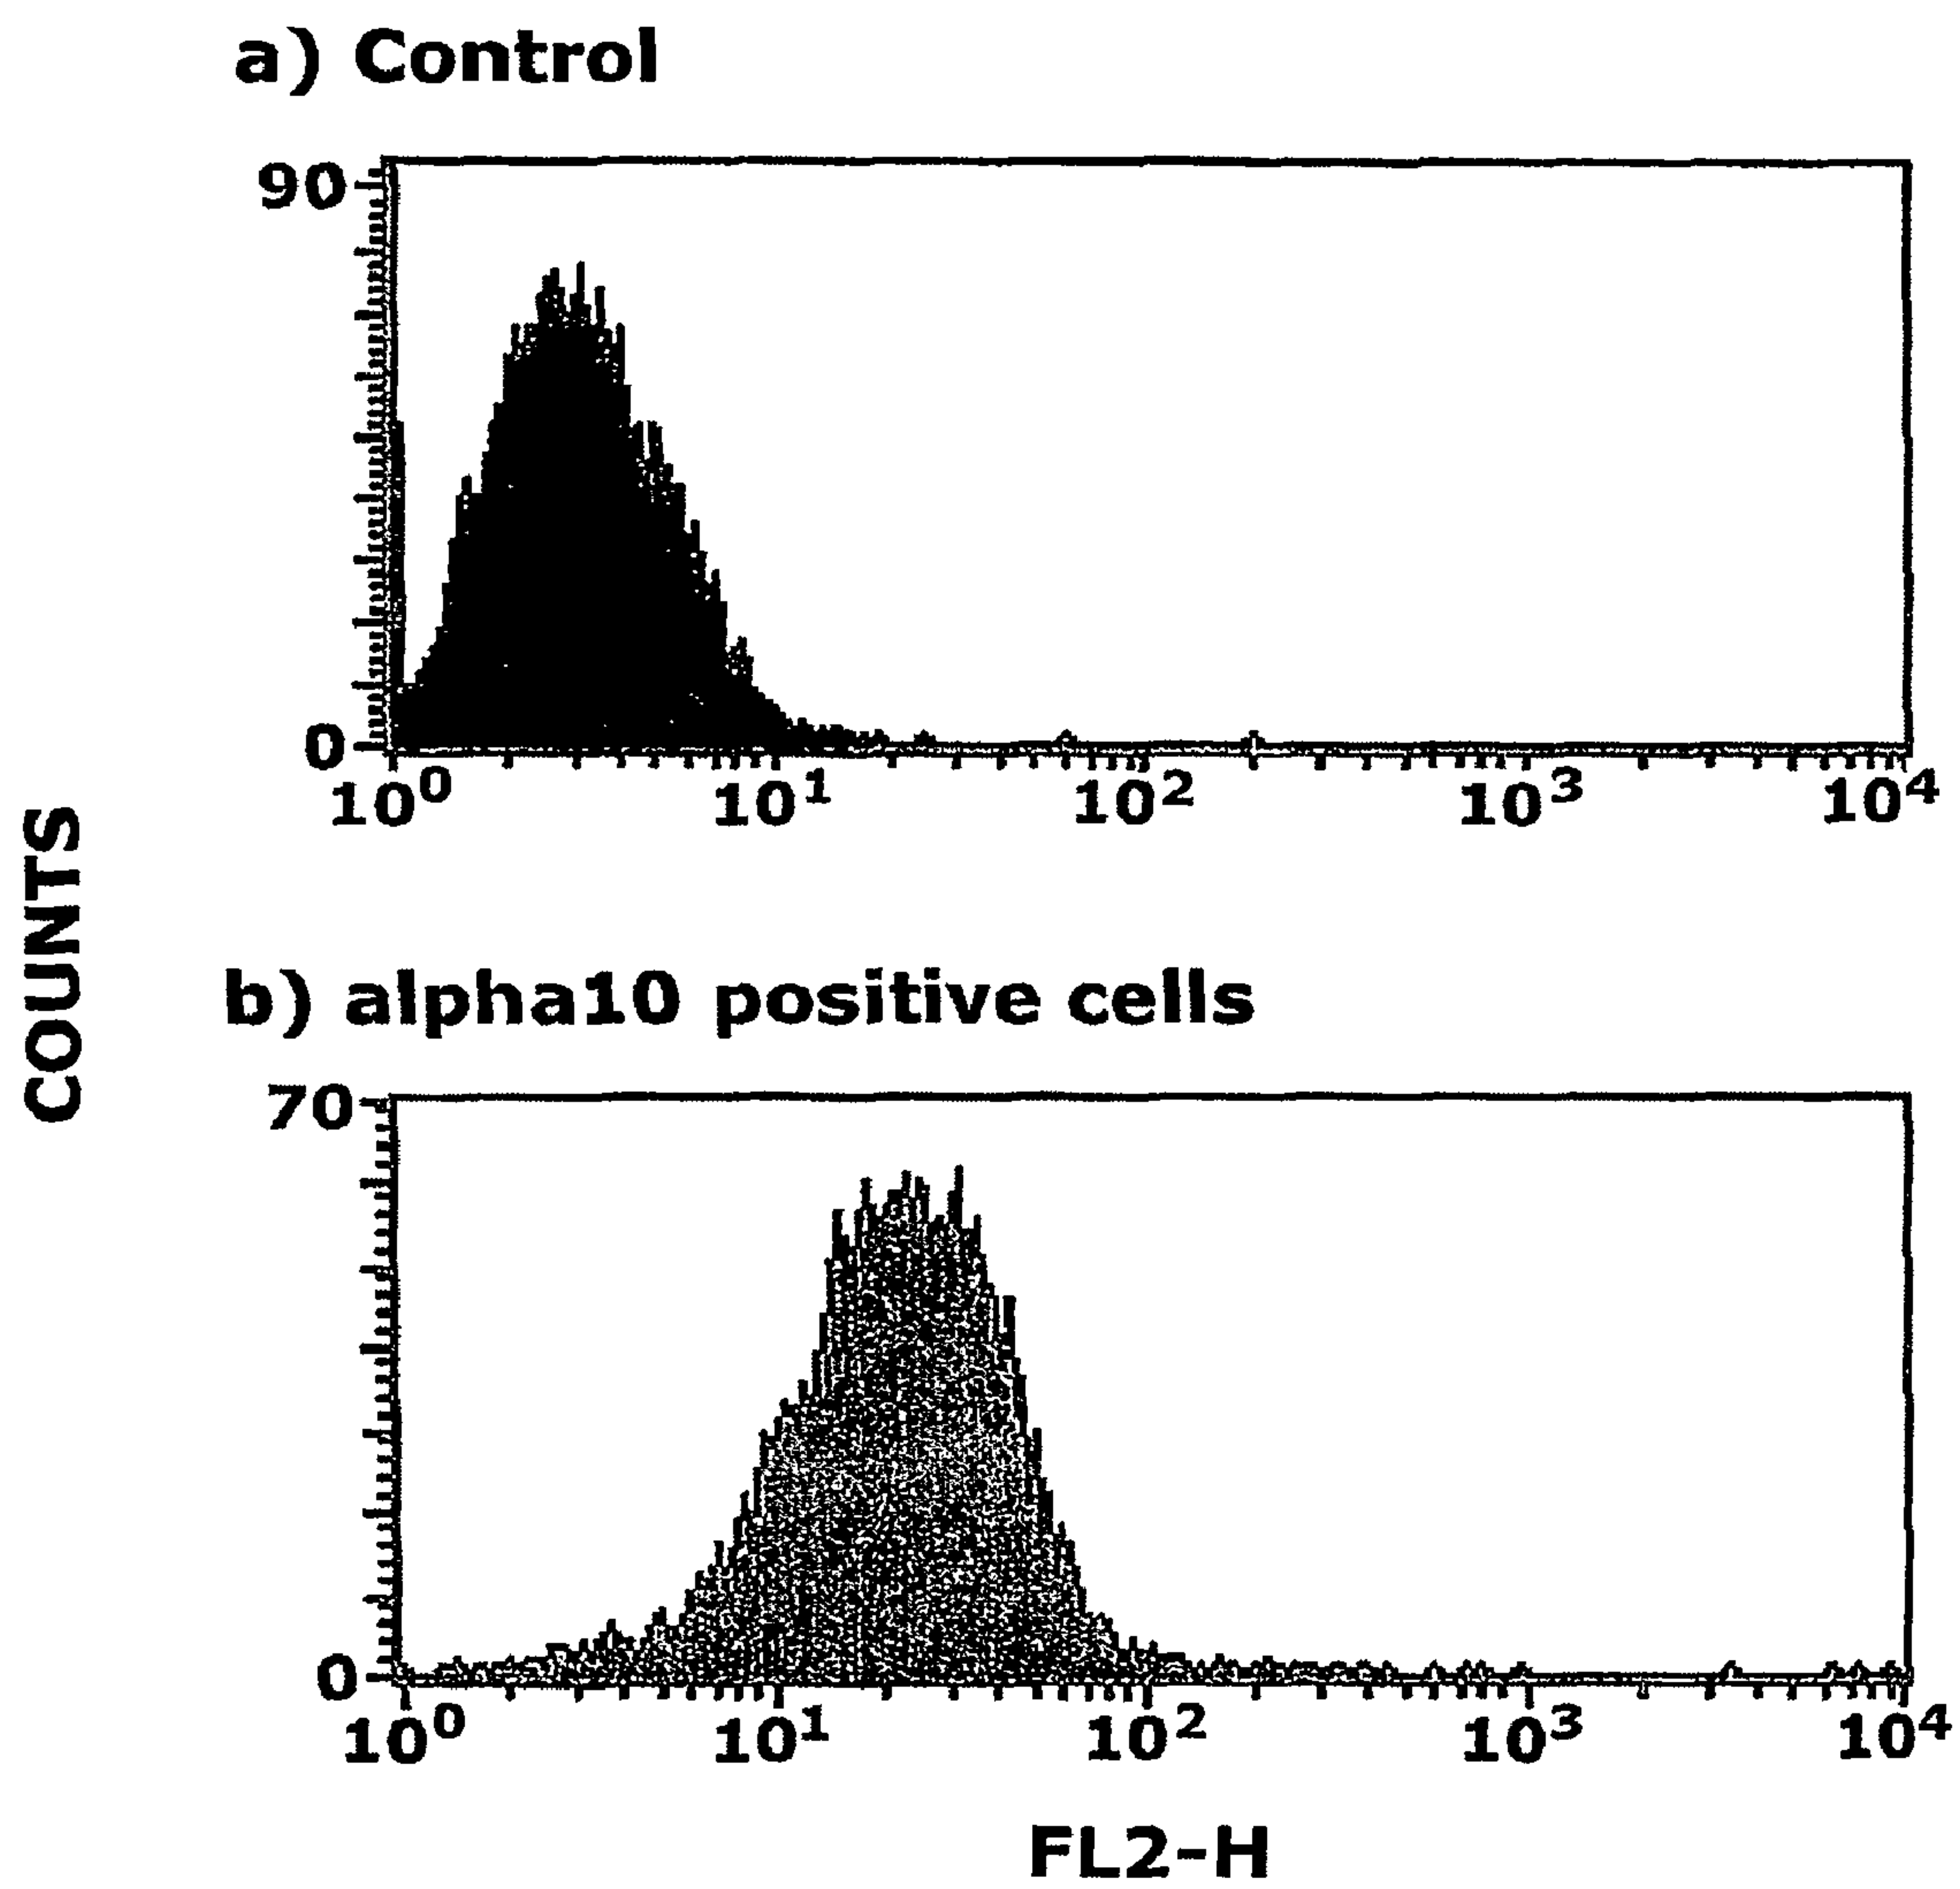 a) Control
90
0
10⁰ 10¹ 10² 10³ 10⁴
COUNTS
b) alpha10 positive cells
70
0
10⁰ 10¹ 10² 10³ 10⁴
FL2-H